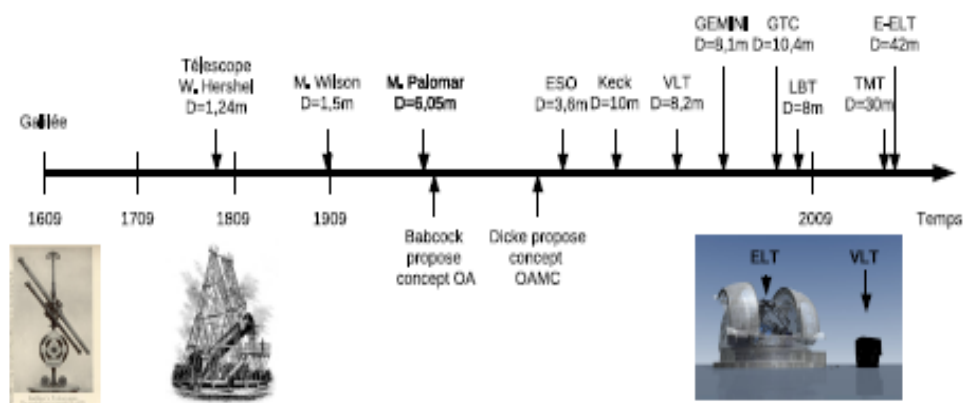 GEMINI GTC E-ELT
D=8,1m D=10,4m D=42m
Télescope
W. Hershel
D=1,24m
M. Wilson
D=1,5m
M. Palomar
D=6,05m
ESO
D=3,6m
Keck
D=10m
VLT
D=8,2m
LBT
D=8m
TMT
D=30m
Galilée
1609 1709 1809 1909 2009 Temps
Babcock
propose
concept OA
Dicke propose
concept
OAMC
ELT VLT